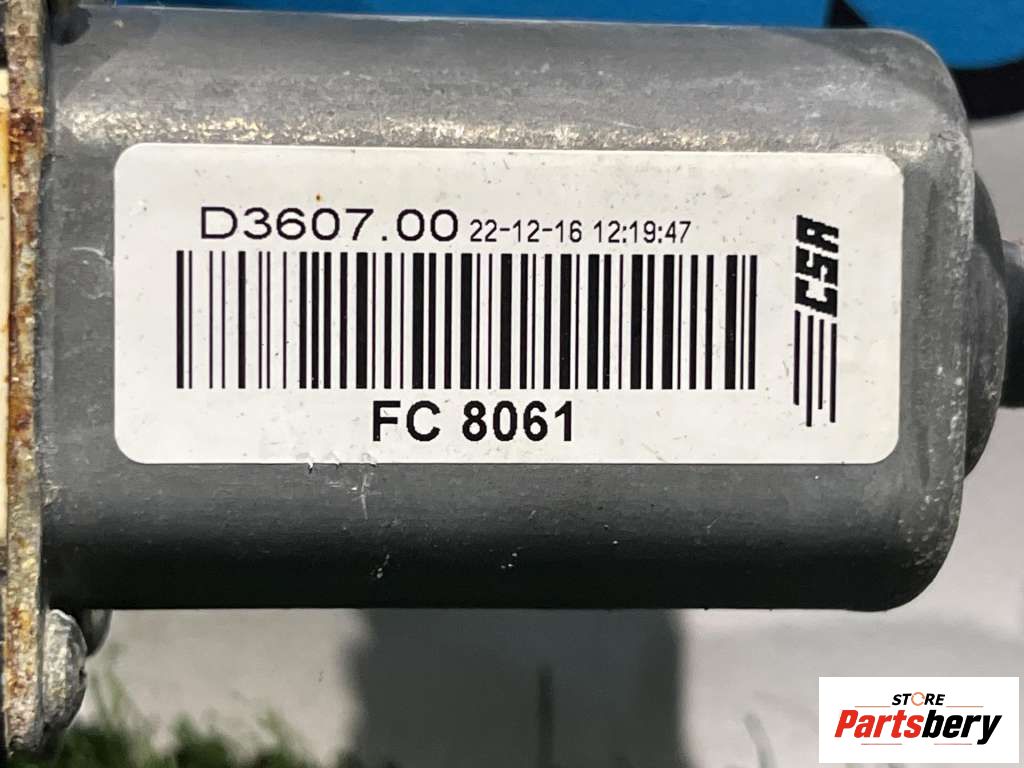 D3607.00 22-12-16 12:19:47
FC 8061
CSA
STORE
Partsbery